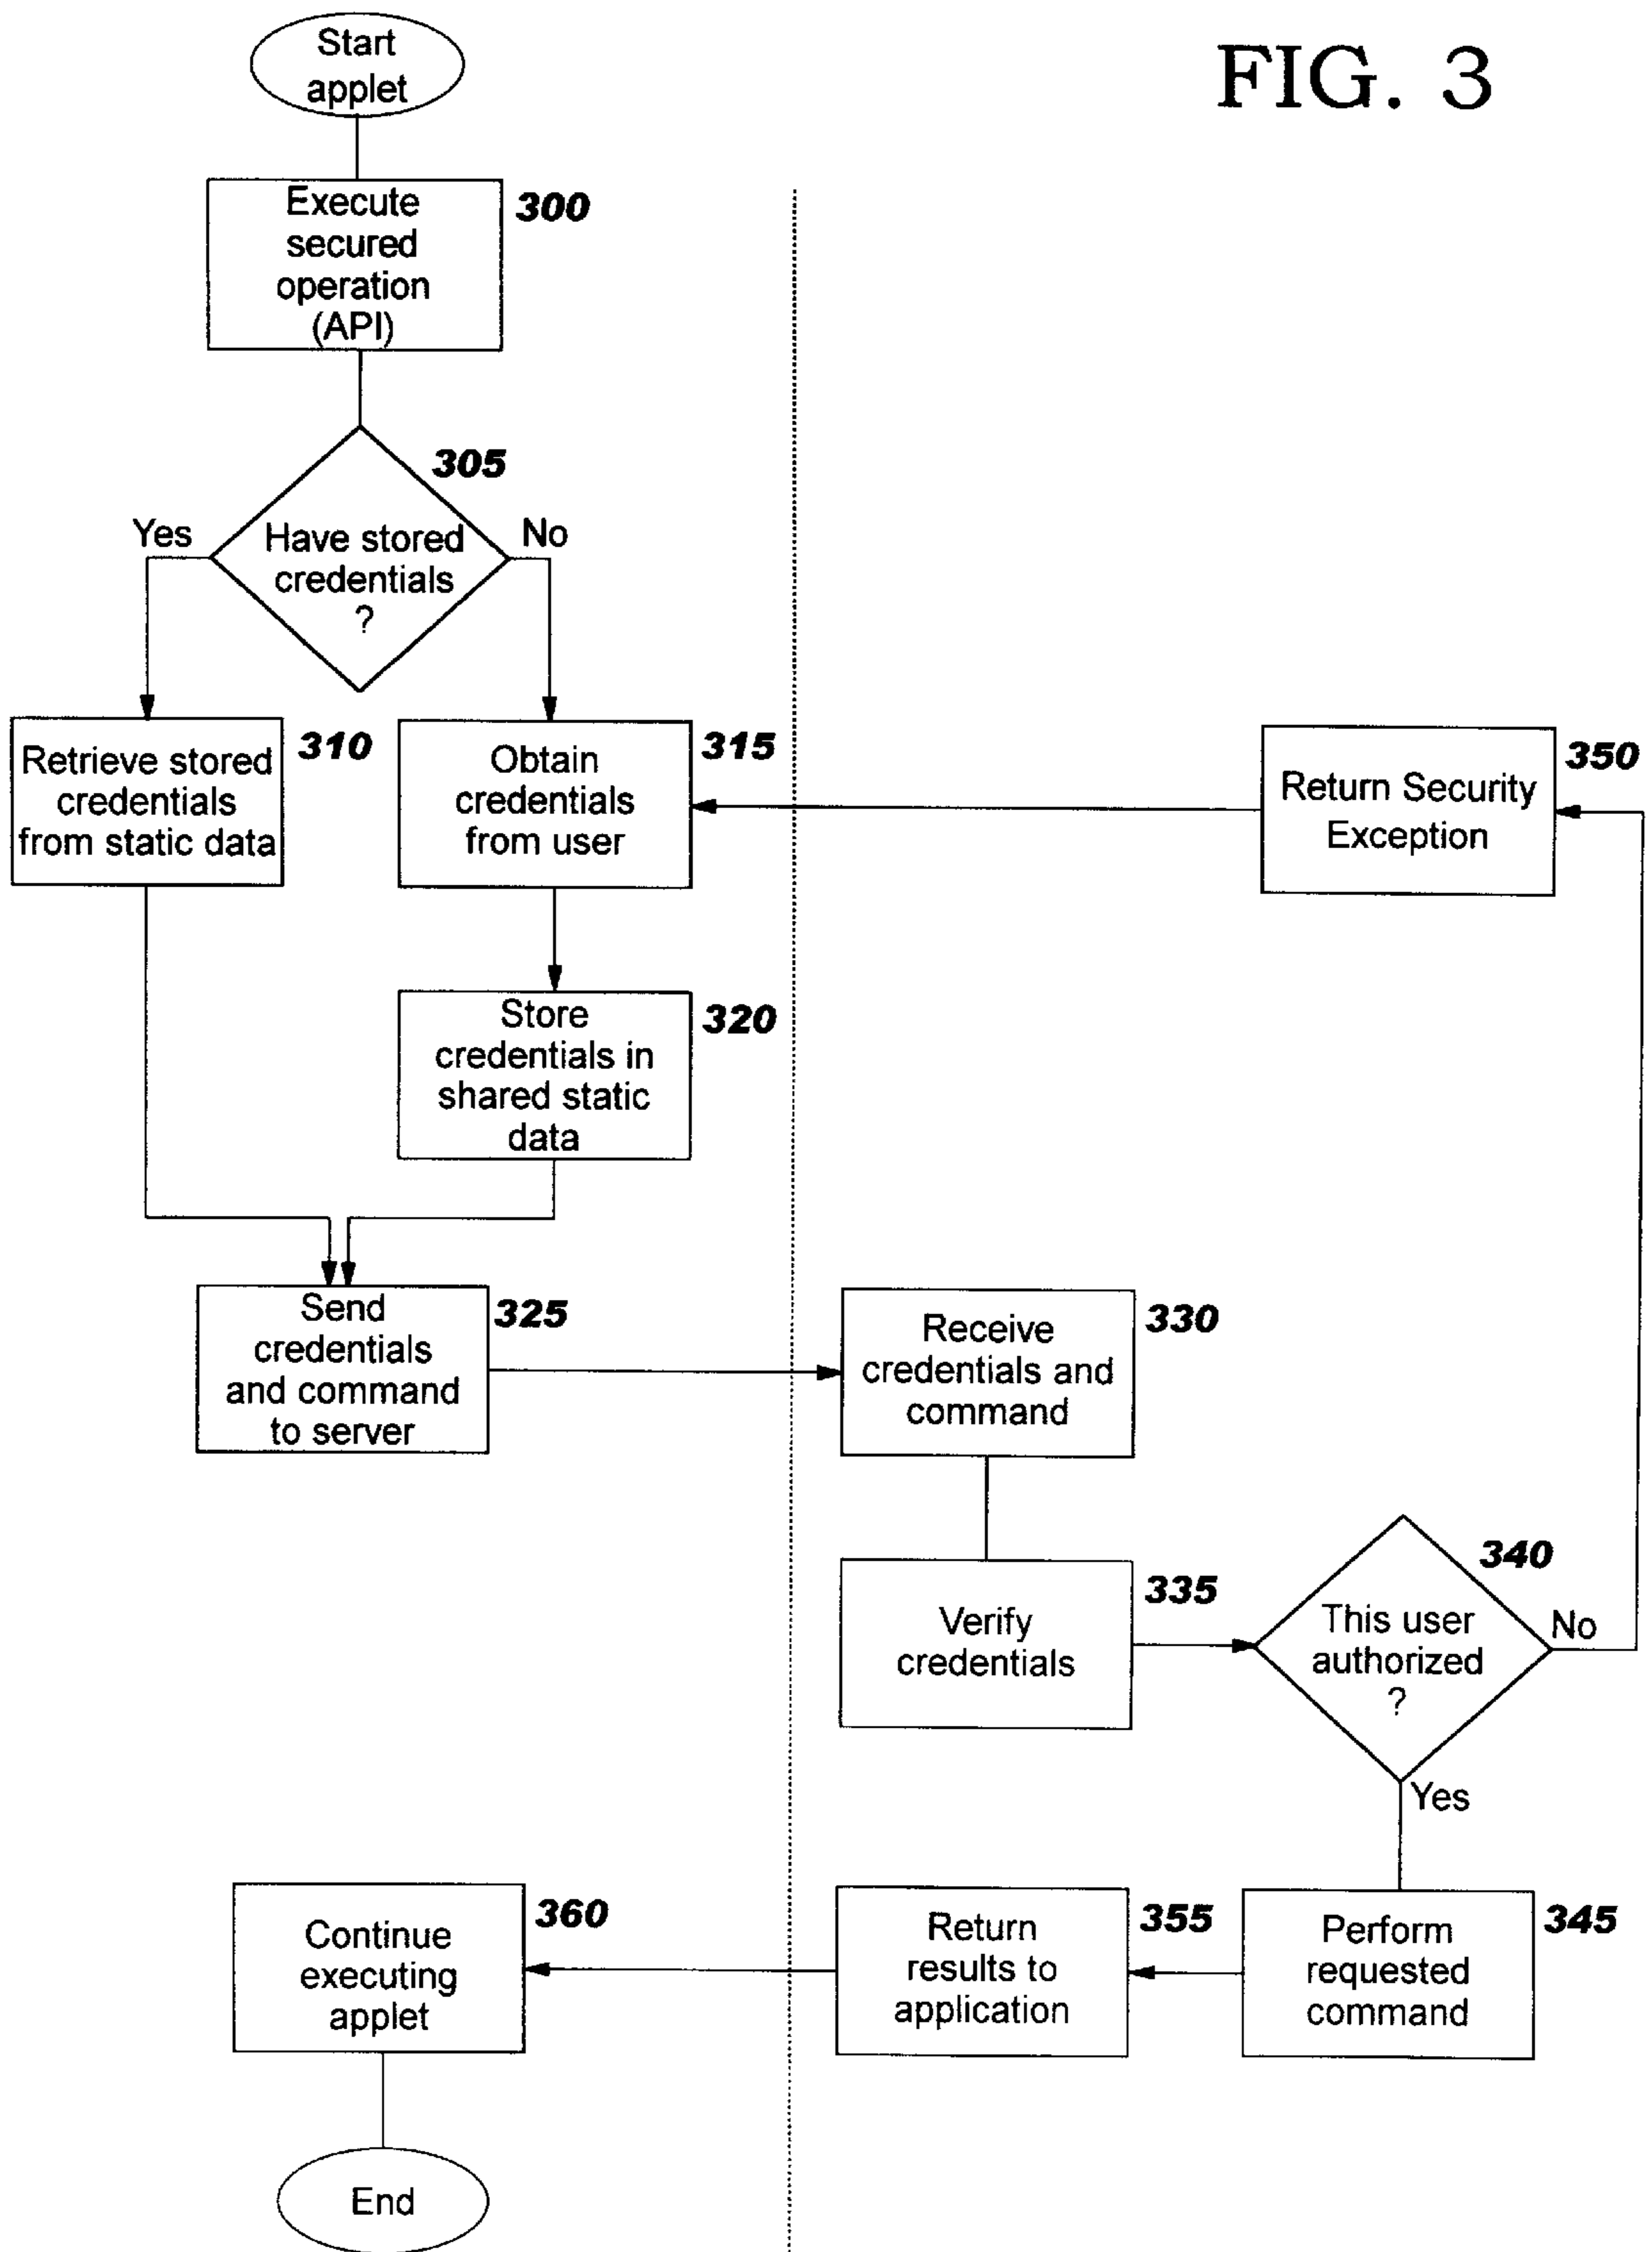 FIG. 3
Start
applet
Execute
secured
operation
(API)
300
305
Yes
No
Have stored
credentials
?
Retrieve stored
credentials
from static data
310
Obtain
credentials
from user
315
Return Security
Exception
350
Store
credentials in
shared static
data
320
Send
credentials
and command
to server
325
Receive
credentials and
command
330
Verify
credentials
335
340
This user
authorized
?
No
Yes
Continue
executing
applet
360
Return
results to
application
355
Perform
requested
command
345
End